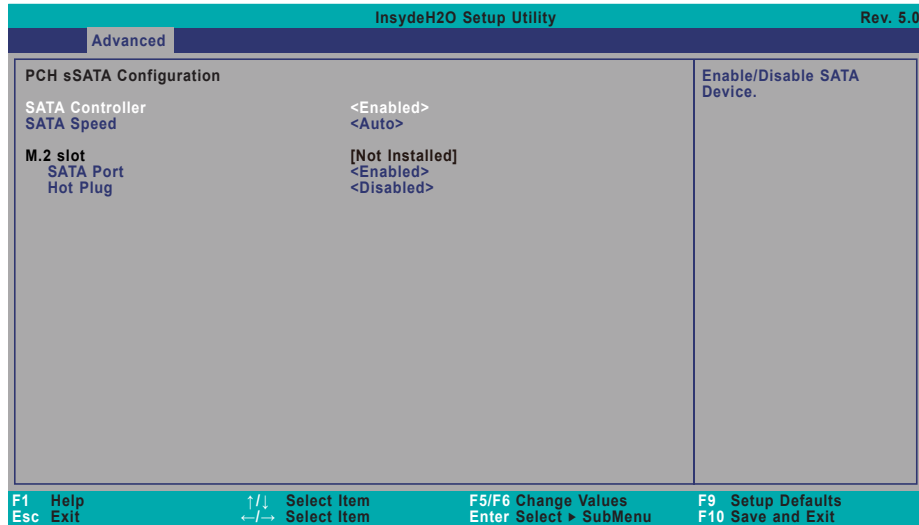 InsydeH2O Setup Utility Rev. 5.0
Advanced
PCH sSATA Configuration
SATA Controller <Enabled>
SATA Speed <Auto>
M.2 slot [Not Installed]
SATA Port <Enabled>
Hot Plug <Disabled>
Enable/Disable SATA
Device.
F1 Help ↑/↓ Select Item F5/F6 Change Values F9 Setup Defaults
Esc Exit ←/→ Select Item Enter Select ▶ SubMenu F10 Save and Exit